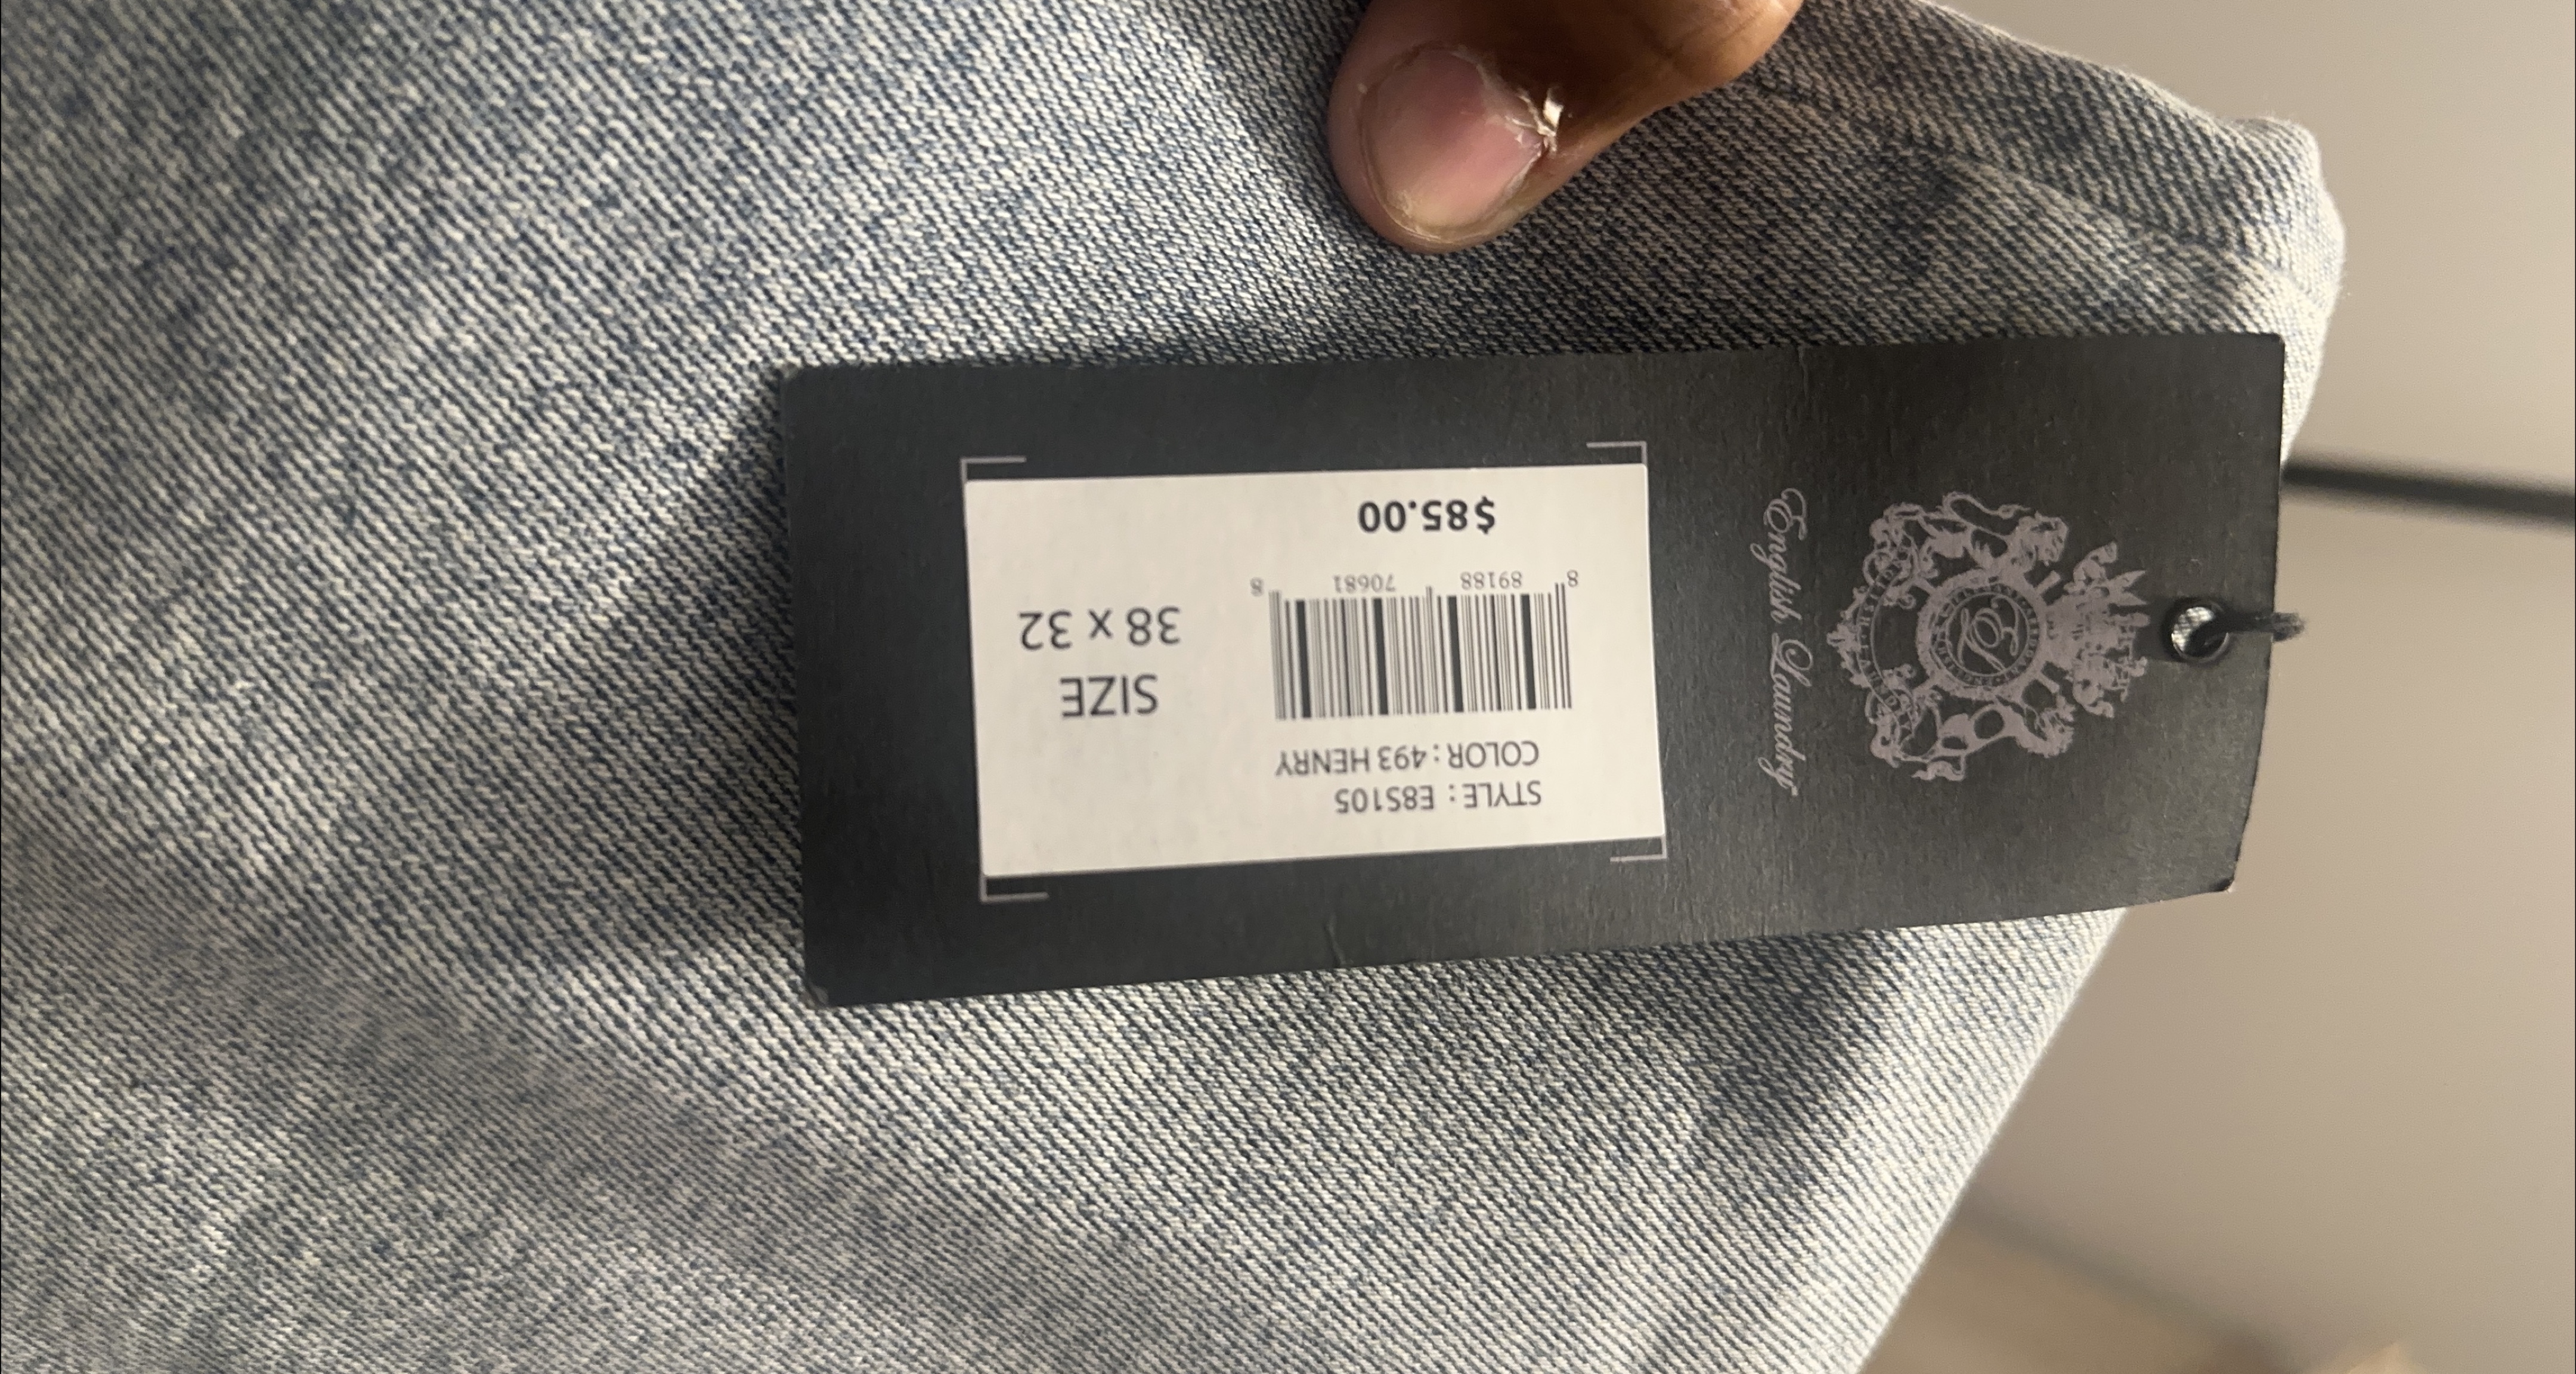 English Laundry
STYLE : E8S105
COLOR : 493 HENRY
8 89188 70681 8
SIZE
38 x 32
$85.00